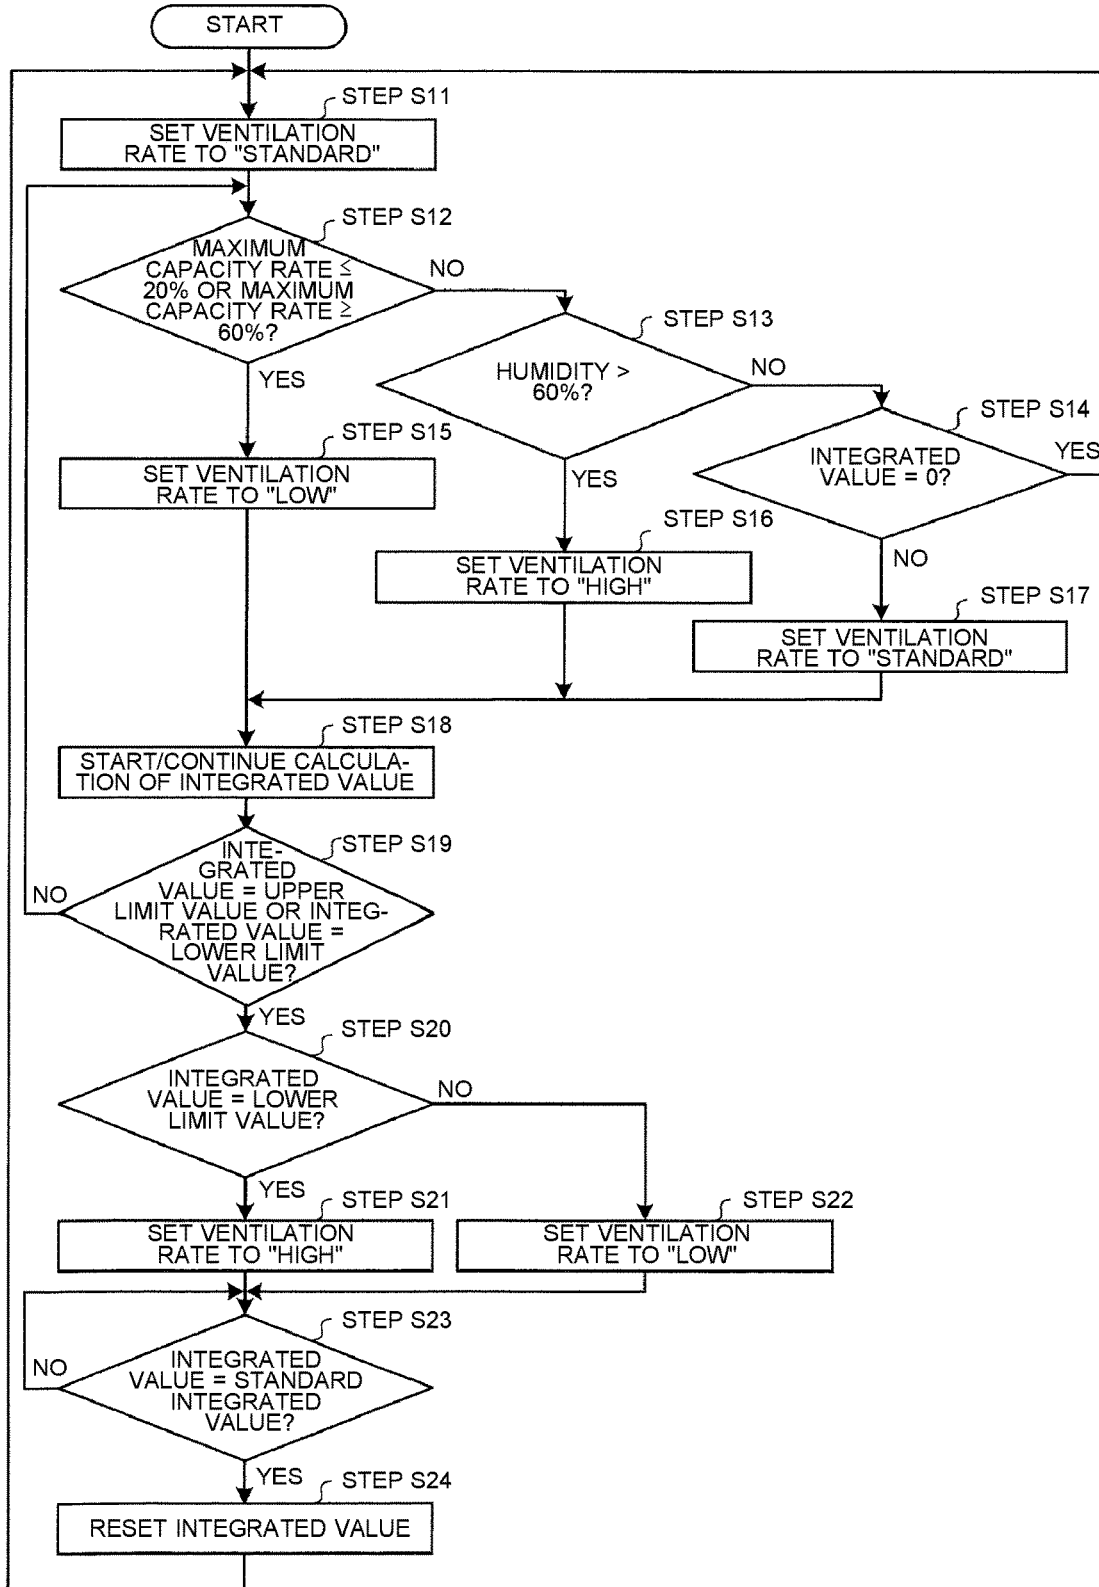 START
STEP S11
SET VENTILATION
RATE TO "STANDARD"
STEP S12
MAXIMUM
CAPACITY RATE ≤
20% OR MAXIMUM
CAPACITY RATE ≥
60%?
NO
YES
STEP S13
HUMIDITY >
60%?
NO
YES
STEP S14
INTEGRATED
VALUE = 0?
YES
NO
STEP S15
SET VENTILATION
RATE TO "LOW"
STEP S16
SET VENTILATION
RATE TO "HIGH"
STEP S17
SET VENTILATION
RATE TO "STANDARD"
STEP S18
START/CONTINUE CALCULA-
TION OF INTEGRATED VALUE
STEP S19
INTE-
GRATED
VALUE = UPPER
LIMIT VALUE OR INTEG-
RATED VALUE =
LOWER LIMIT
VALUE?
NO
YES
STEP S20
INTEGRATED
VALUE = LOWER
LIMIT VALUE?
NO
YES
STEP S21
SET VENTILATION
RATE TO "HIGH"
STEP S22
SET VENTILATION
RATE TO "LOW"
STEP S23
INTEGRATED
VALUE = STANDARD
INTEGRATED
VALUE?
NO
YES
STEP S24
RESET INTEGRATED VALUE